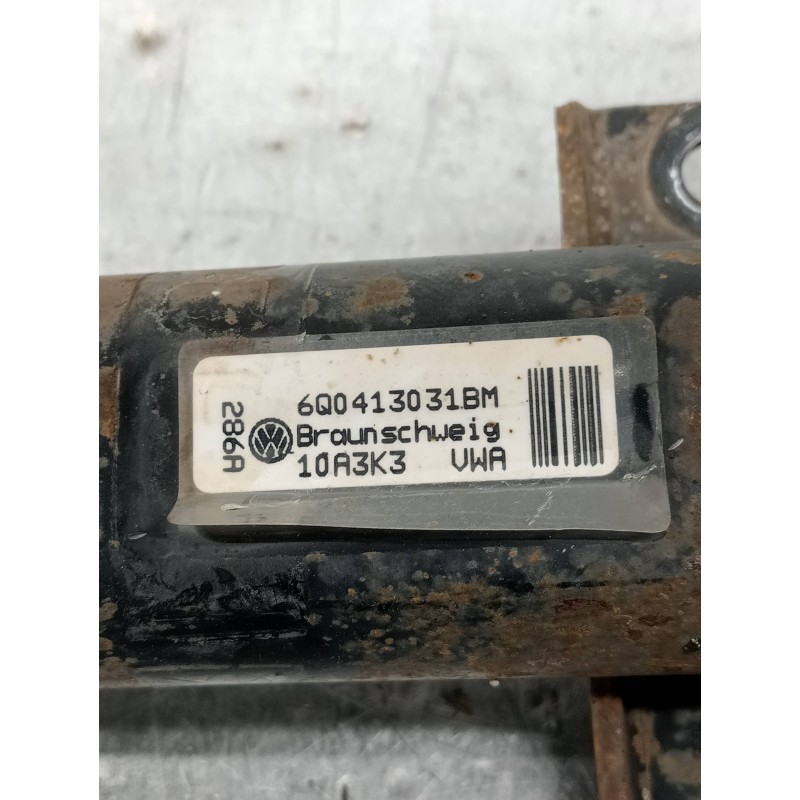 6Q0413031BM
Braunschweig
10A3K3 VWA
286A